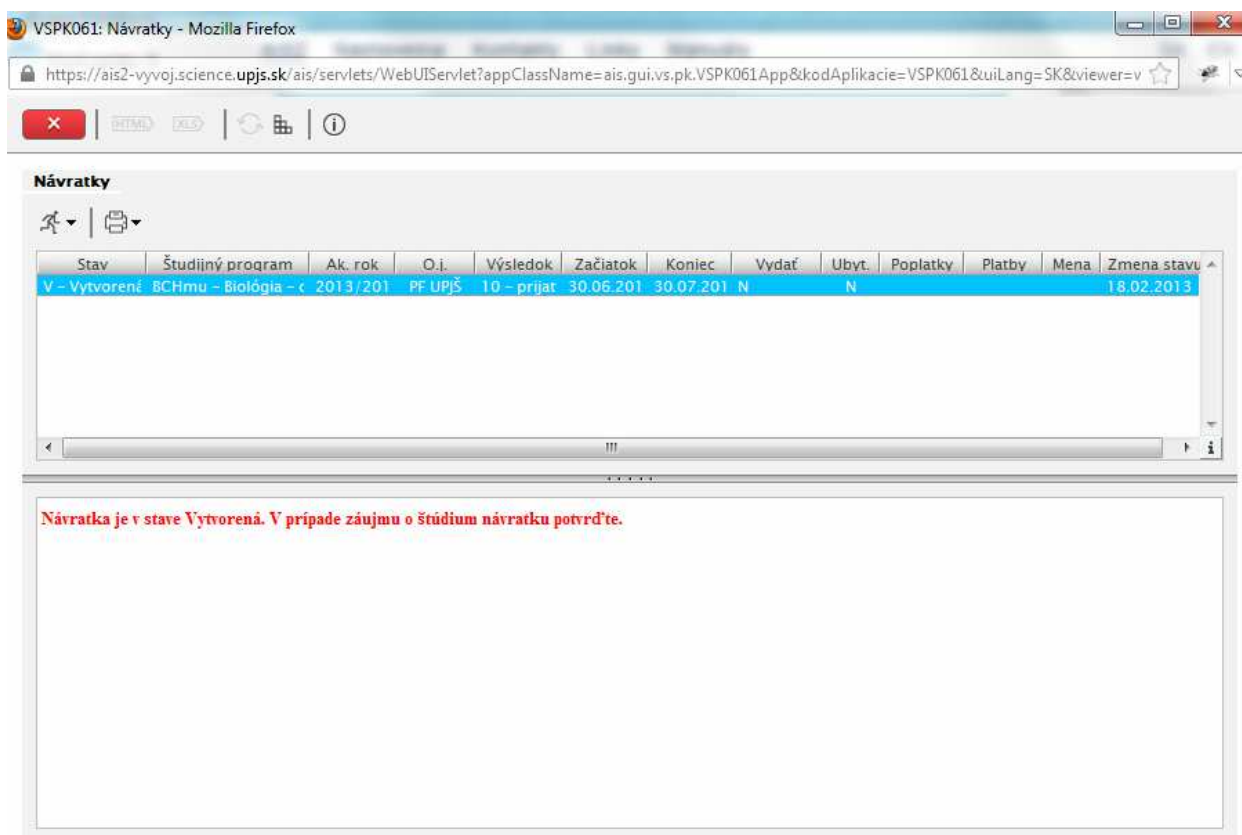 VSPK061: Návratky - Mozilla Firefox
https://ais2-vyvoj.science.upjs.sk/ais/servlets/WebUIServlet?appClassName=ais.gui.vs.pk.VSPK061App&kodAplikacie=VSPK061&uiLang=SK&viewer=v
HTML XLS
Návratky
Stav Študijný program Ak. rok O.j. Výsledok Začiatok Koniec Vydať Ubyt. Poplatky Platby Mena Zmena stavu
V – Vytvorená BCHmu – Biológia – c 2013/201 PF UPJŠ 10 – prijat 30.06.201 30.07.201 N N 18.02.2013
Návratka je v stave Vytvorená. V prípade záujmu o štúdium návratku potvrďte.